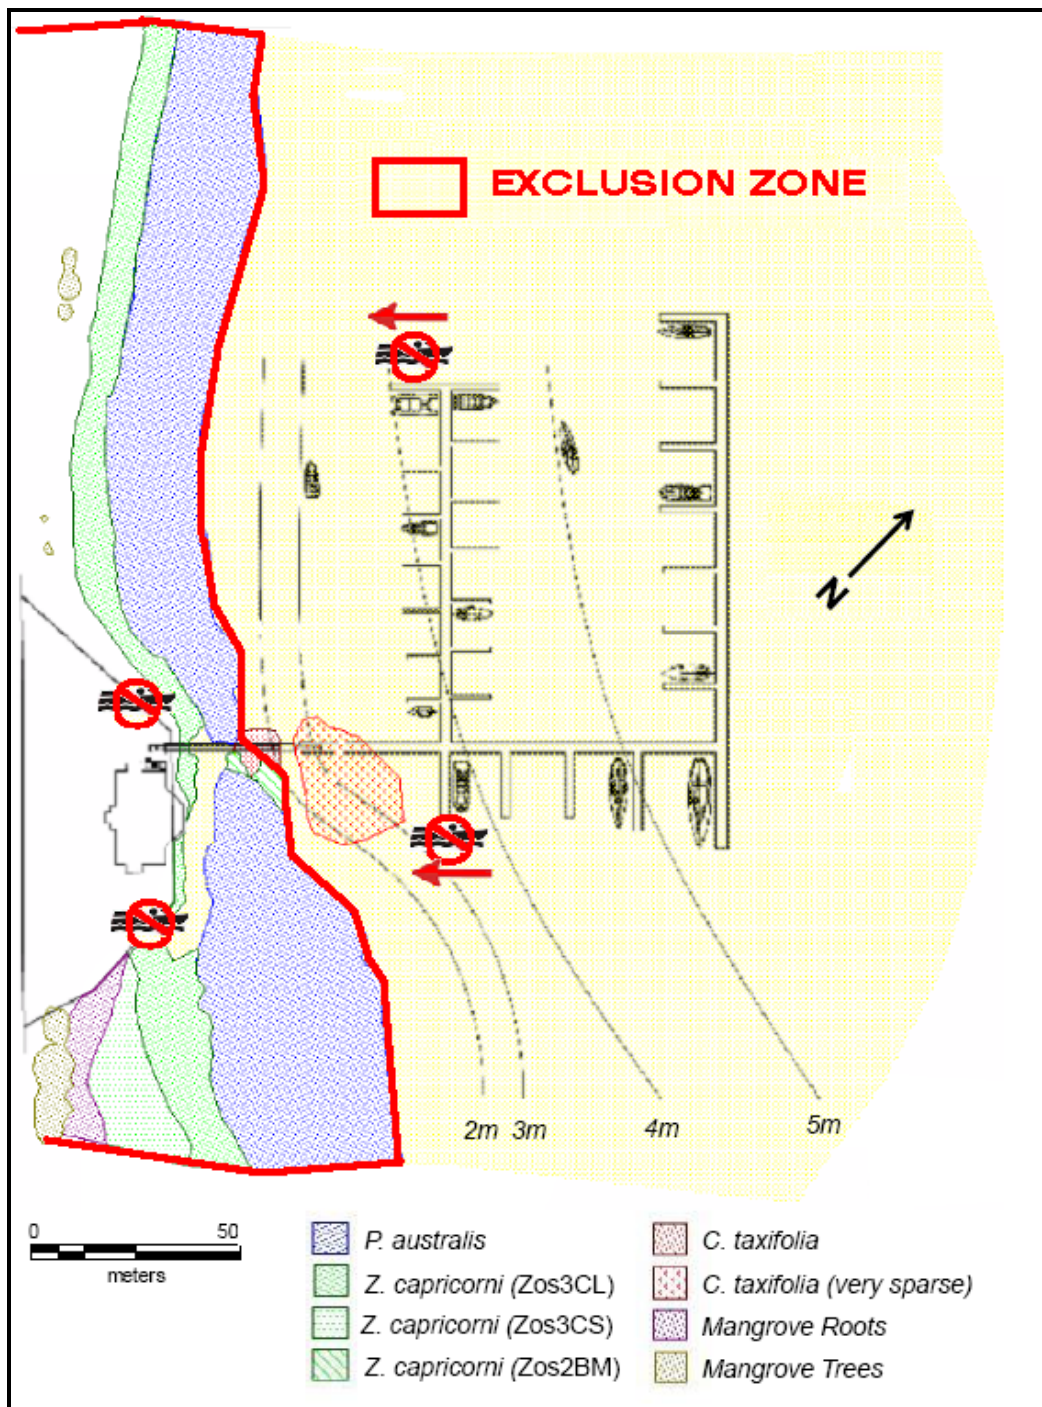 EXCLUSION ZONE
N
2m 3m 4m 5m
0 50
meters
P. australis
Z. capricorni (Zos3CL)
Z. capricorni (Zos3CS)
Z. capricorni (Zos2BM)
C. taxifolia
C. taxifolia (very sparse)
Mangrove Roots
Mangrove Trees